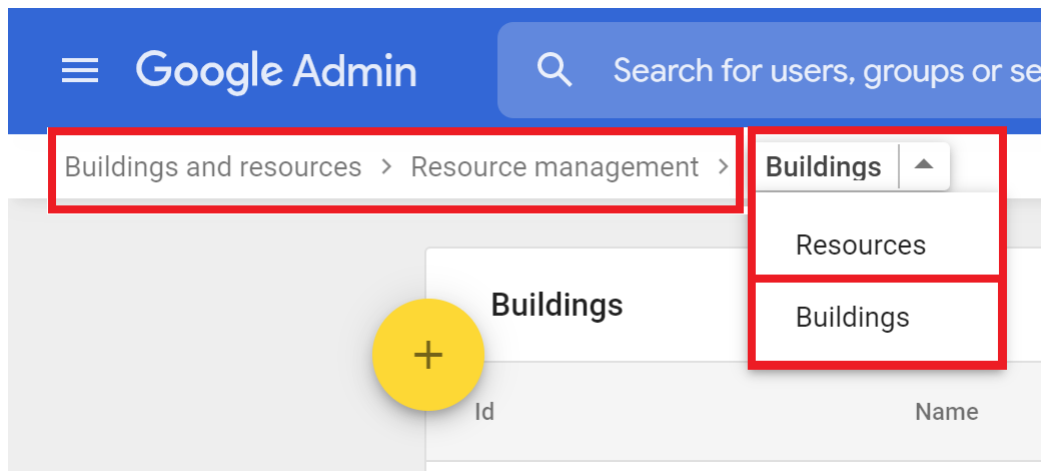 Google Admin
Search for users, groups or se
Buildings and resources > Resource management > Buildings
Resources
Buildings
Buildings
Id Name